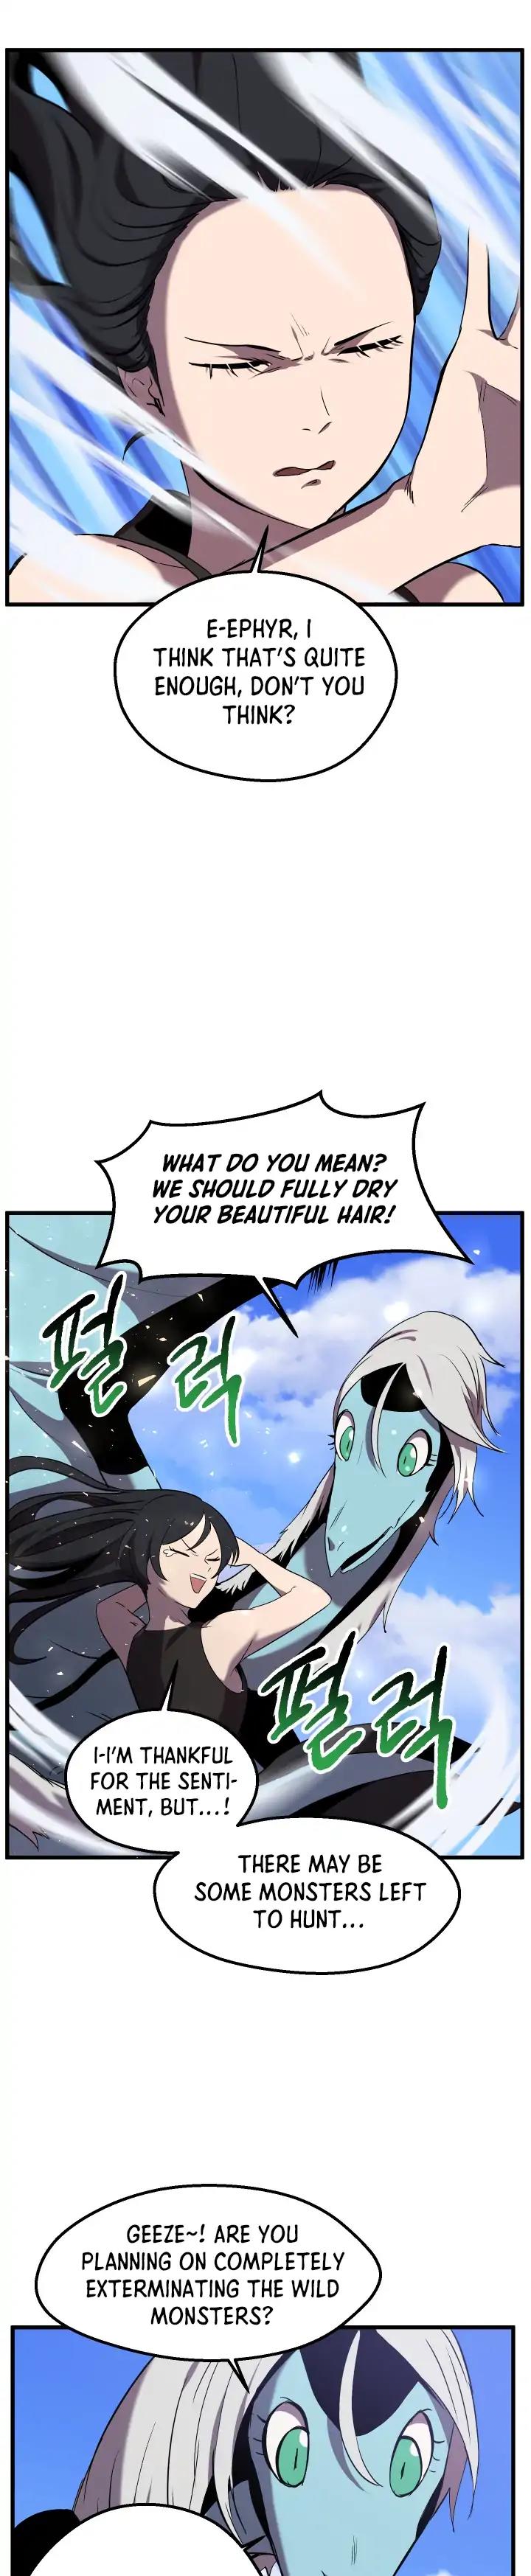 E-EPHYR, I
THINK THAT'S QUITE
ENOUGH, DON'T YOU
THINK?
WHAT DO YOU MEAN?
WE SHOULD FULLY DRY
YOUR BEAUTIFUL HAIR!
펄럭
펄럭
I-I'M THANKFUL
FOR THE SENTI-
MENT, BUT...!
THERE MAY BE
SOME MONSTERS LEFT
TO HUNT...
GEEZE~! ARE YOU
PLANNING ON COMPLETELY
EXTERMINATING THE WILD
MONSTERS?